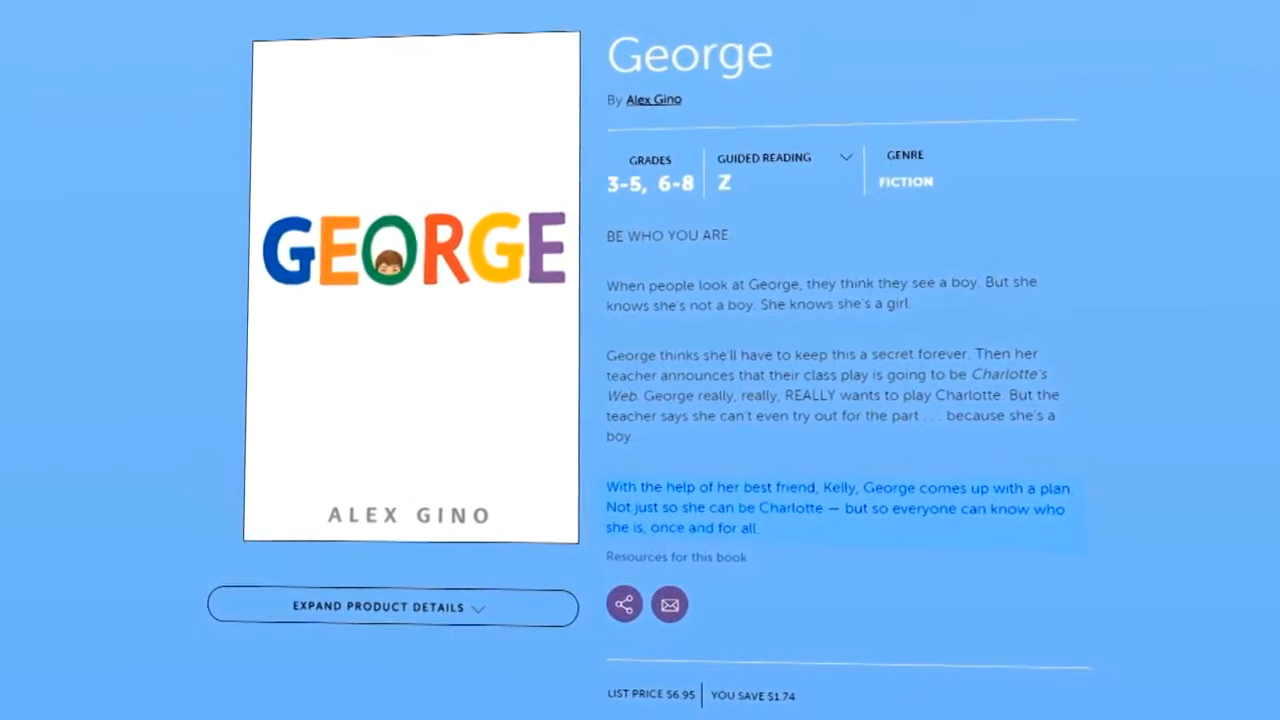 GEORGE
ALEX GINO
EXPAND PRODUCT DETAILS
George
By Alex Gino
GRADES
3-5, 6-8
GUIDED READING
Z
GENRE
FICTION
BE WHO YOU ARE.
When people look at George, they think they see a boy. But she
knows she's not a boy. She knows she's a girl.
George thinks she'll have to keep this a secret forever. Then her
teacher announces that their class play is going to be Charlotte's
Web. George really, really, REALLY wants to play Charlotte. But the
teacher says she can't even try out for the part . . . because she's a
boy.
With the help of her best friend, Kelly, George comes up with a plan.
Not just so she can be Charlotte — but so everyone can know who
she is, once and for all.
Resources for this book
LIST PRICE $6.95
YOU SAVE $1.74